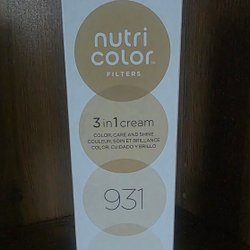 nutri
color
FILTERS
3 in 1 cream
COLOR, CARE AND SHINE
COULEUR, SOIN ET BRILLANCE
COLOR, CUIDADO Y BRILLO
931